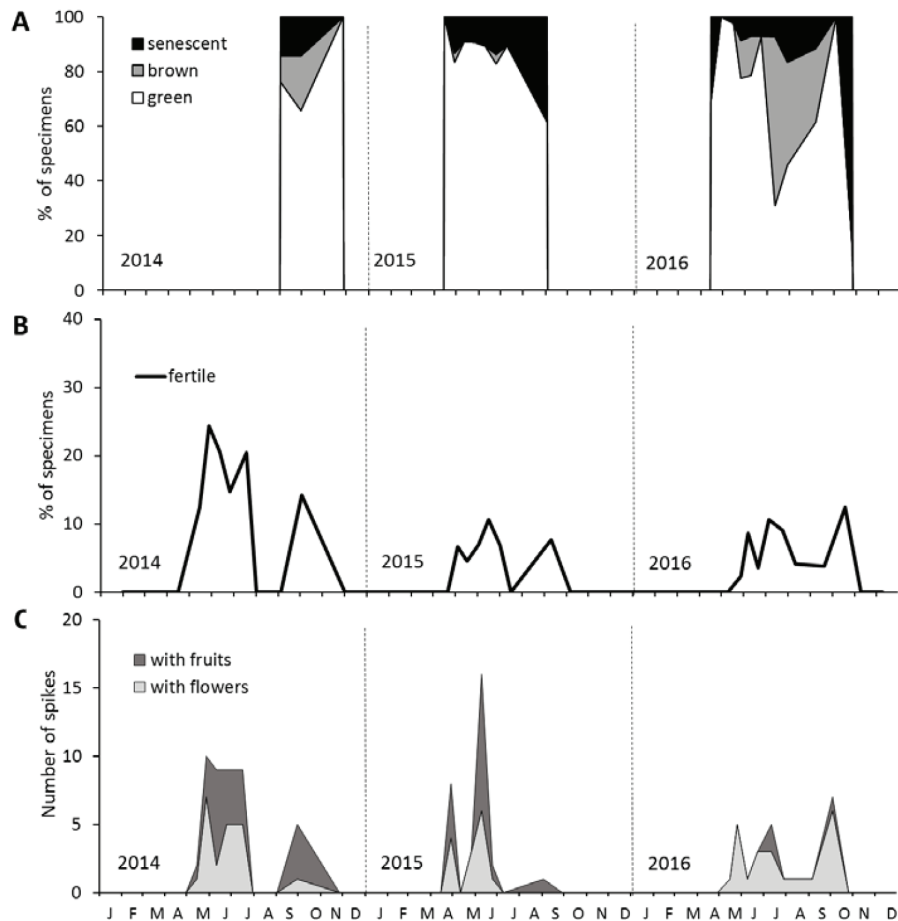 A
100
80
60
40
20
0
% of specimens
senescent
brown
green
2014
2015
2016
B
40
30
20
10
0
% of specimens
fertile
2014
2015
2016
C
20
15
10
5
0
Number of spikes
with fruits
with flowers
2014
2015
2016
J F M A M J J A S O N D J F M A M J J A S O N D J F M A M J J A S O N D